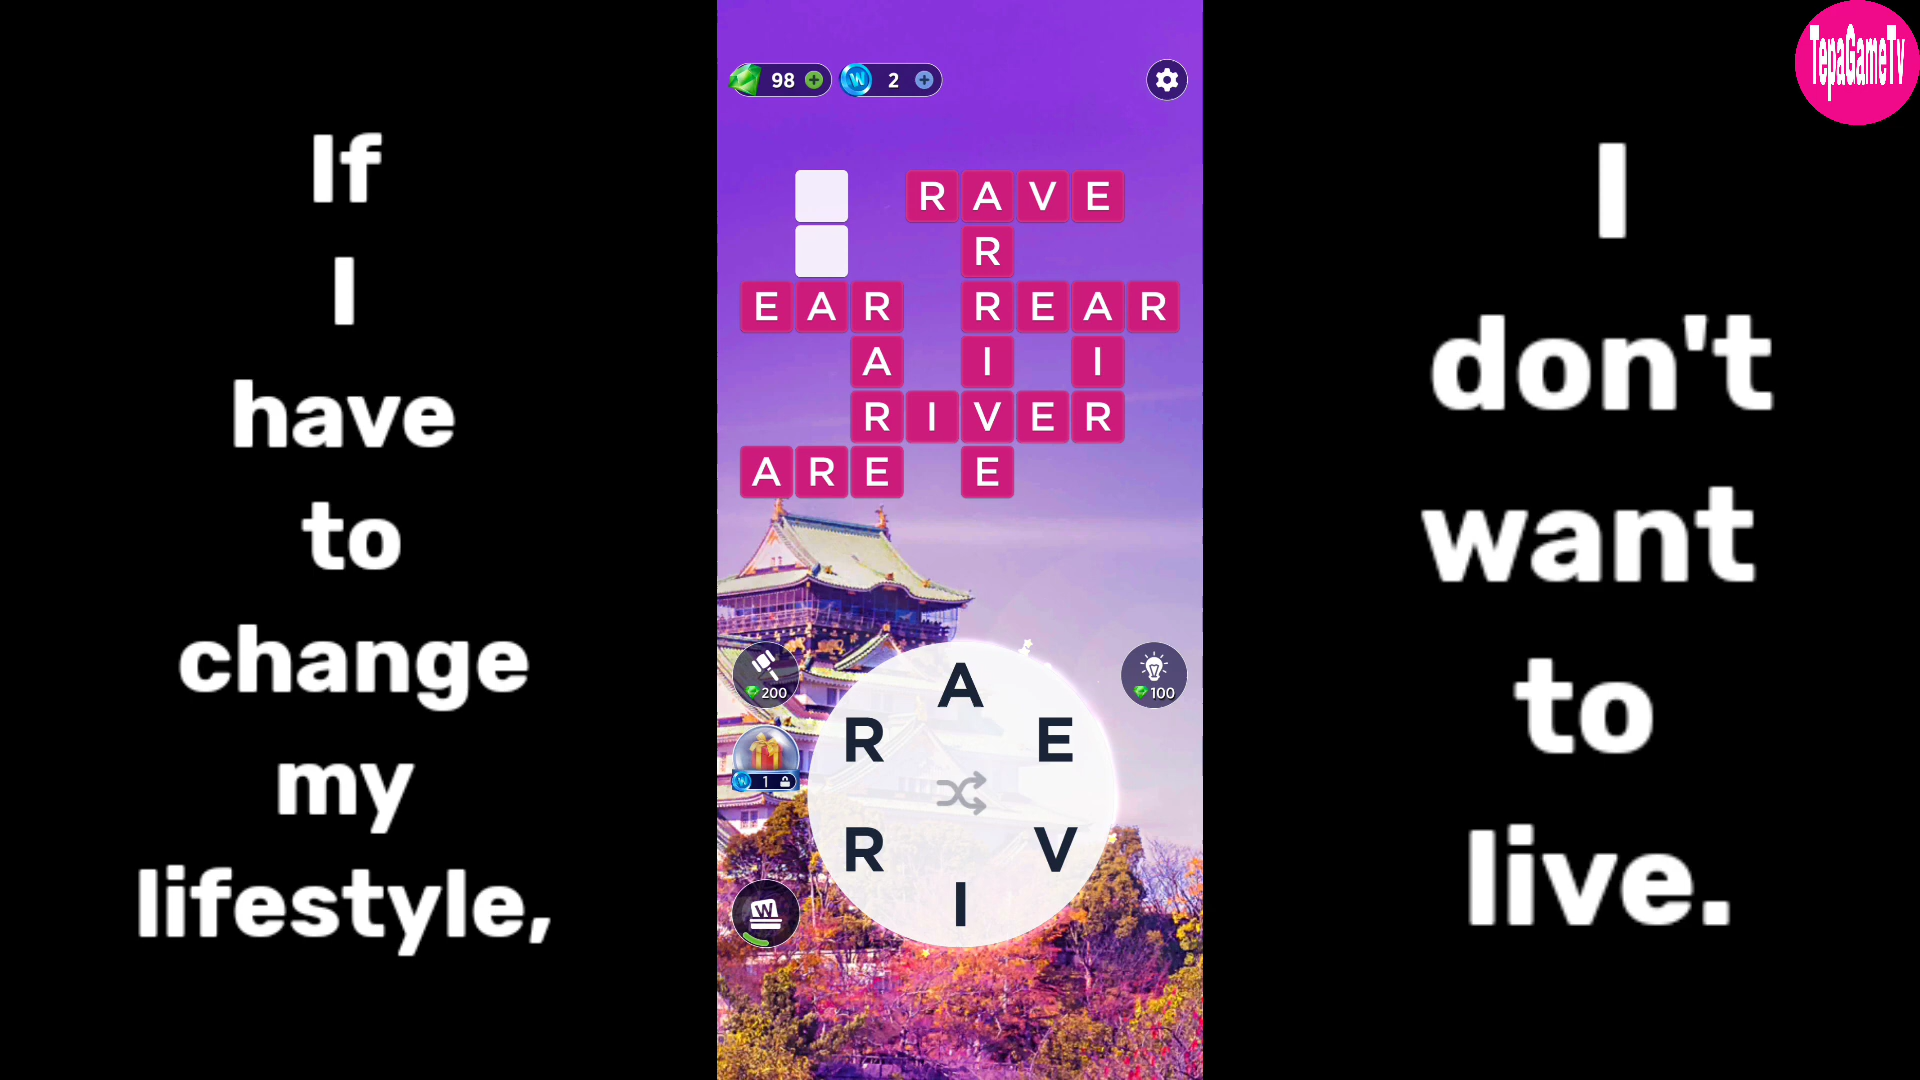 If
I
have
to
change
my
lifestyle,
98
2
RAVE
R
EAR
REAR
A
I
I
RIVER
ARE
E
200
100
A
R
E
W 1
R
V
I
W
I
don't
want
to
live.
TepaGameTv